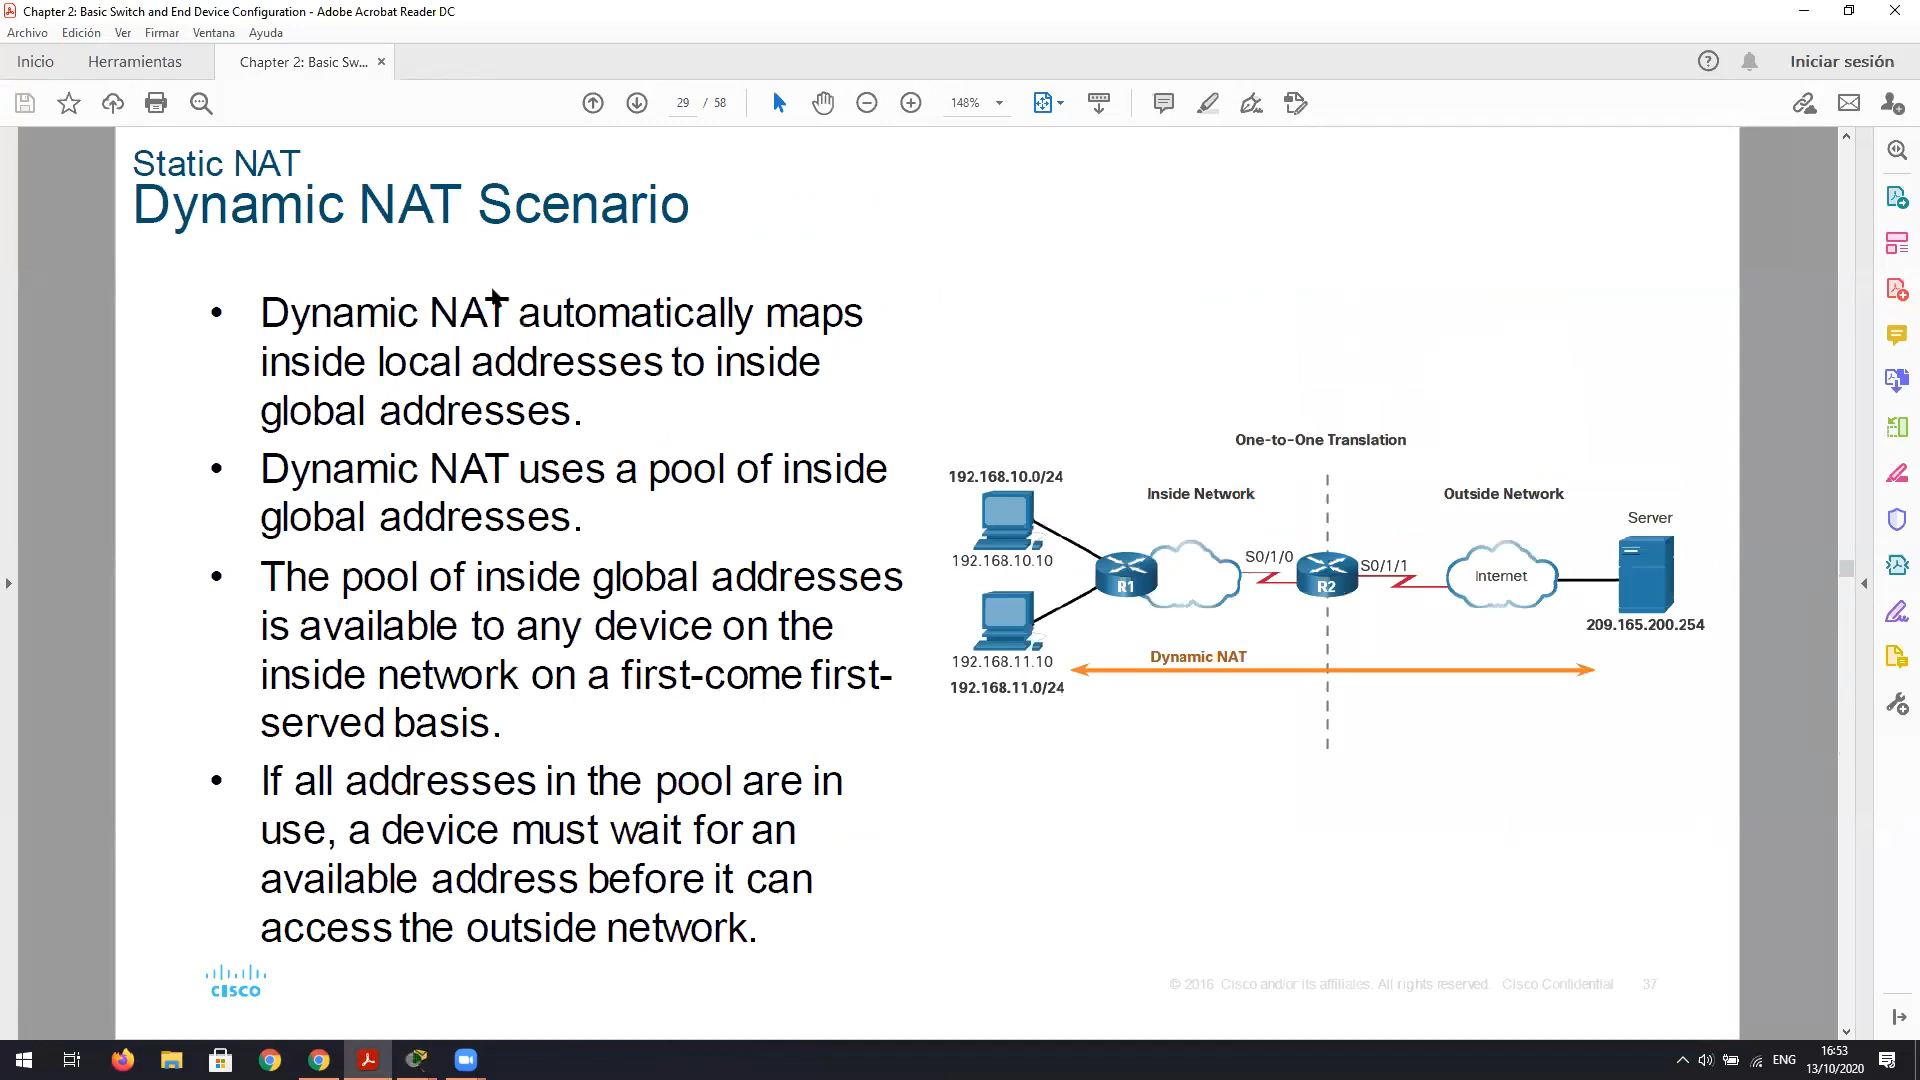 Chapter 2: Basic Switch and End Device Configuration - Adobe Acrobat Reader DC
Archivo Edición Ver Firmar Ventana Ayuda
Inicio Herramientas Chapter 2: Basic Sw... × Iniciar sesión
29 / 58 148%
Static NAT
Dynamic NAT Scenario
• Dynamic NAT automatically maps
inside local addresses to inside
global addresses.
• Dynamic NAT uses a pool of inside
global addresses.
• The pool of inside global addresses
is available to any device on the
inside network on a first-come first-
served basis.
• If all addresses in the pool are in
use, a device must wait for an
available address before it can
access the outside network.
One-to-One Translation
192.168.10.0/24
Inside Network
Outside Network
Server
192.168.10.10
S0/1/0
S0/1/1
R1
R2
Internet
209.165.200.254
192.168.11.10
Dynamic NAT
192.168.11.0/24
CISCO
© 2016 Cisco and/or its affiliates. All rights reserved. Cisco Confidential 37
ENG
16:53
13/10/2020